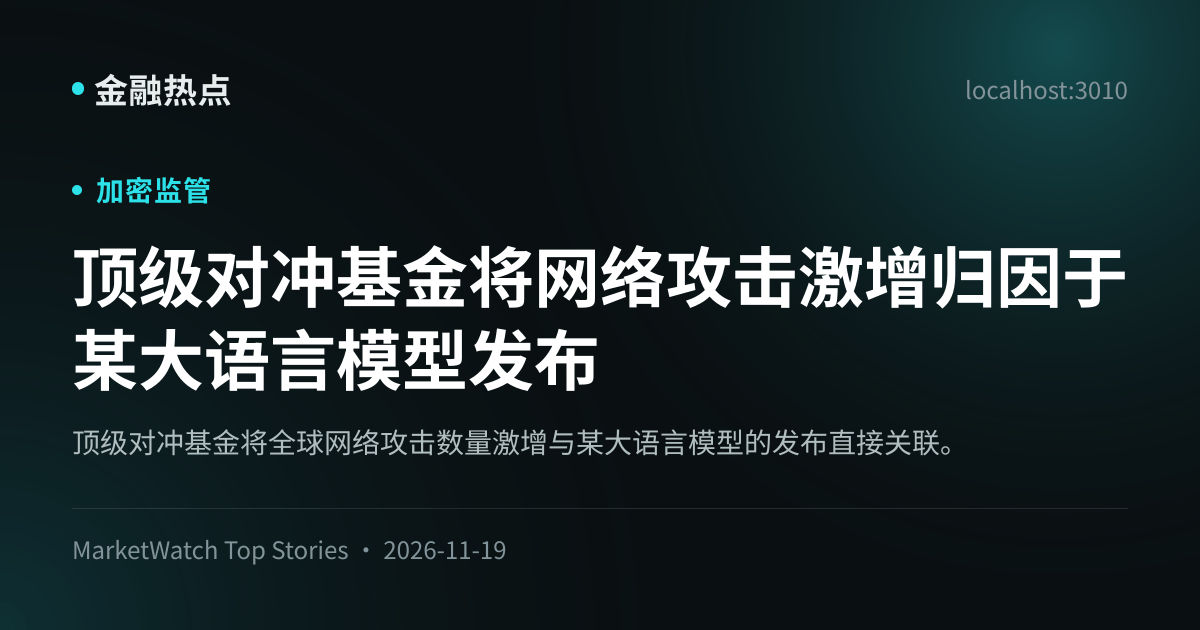 金融热点
localhost:3010
加密监管
顶级对冲基金将网络攻击激增归因于
某大语言模型发布
顶级对冲基金将全球网络攻击数量激增与某大语言模型的发布直接关联。
MarketWatch Top Stories · 2026-11-19